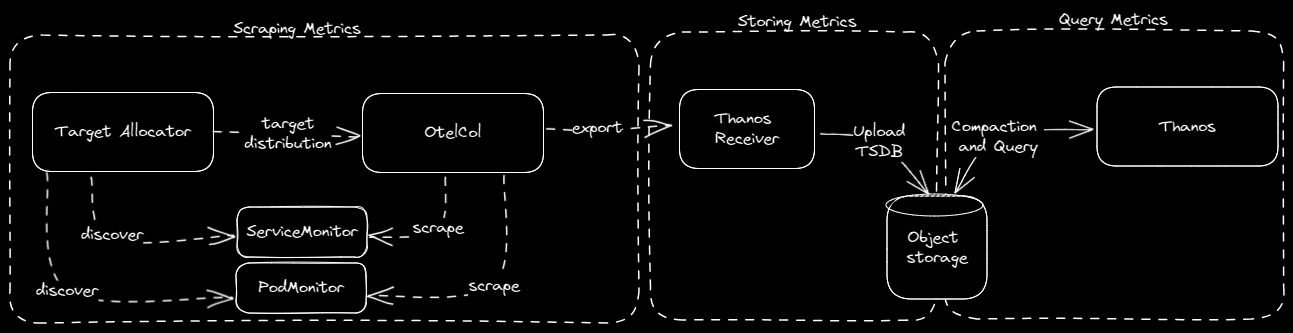 Scraping Metrics
Storing Metrics
Query Metrics
Target Allocator
target
distribution
OtelCol
export
Thanos
Receiver
Upload
TSDB
Compaction
and Query
Thanos
discover
ServiceMonitor
scrape
discover
PodMonitor
scrape
Object
storage